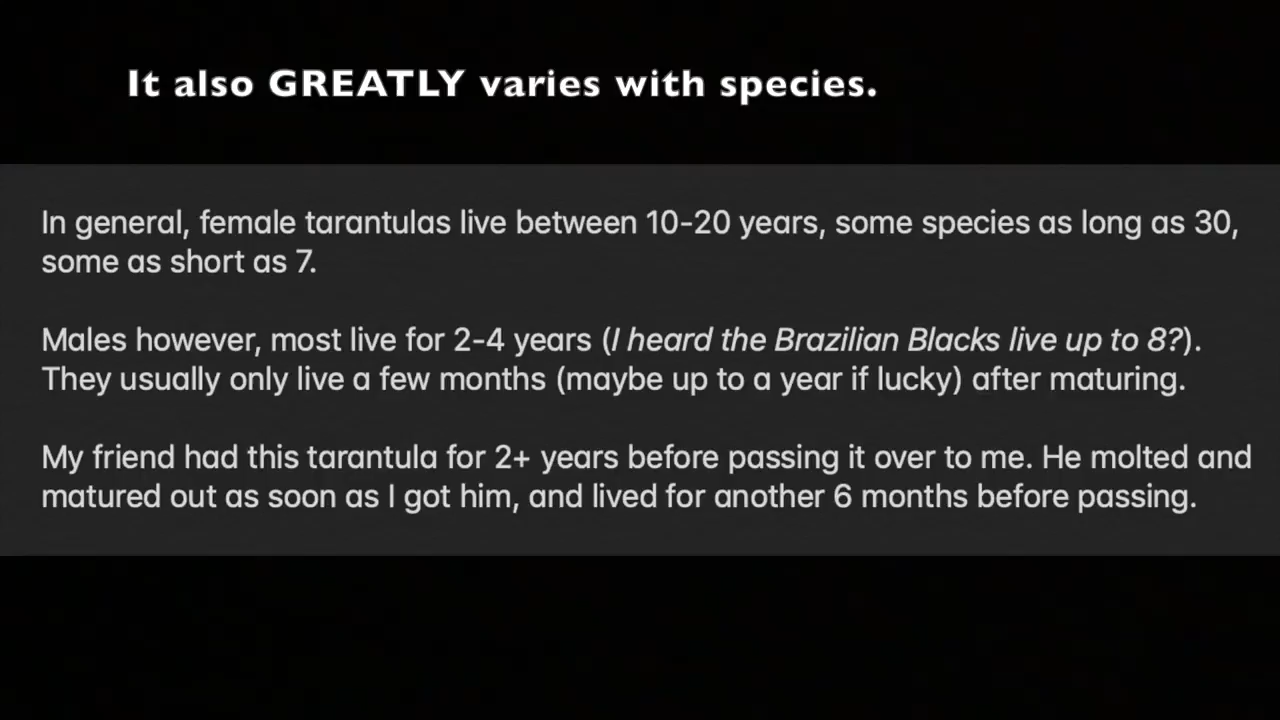 It also GREATLY varies with species.
In general, female tarantulas live between 10-20 years, some species as long as 30,
some as short as 7.
Males however, most live for 2-4 years (I heard the Brazilian Blacks live up to 8?).
They usually only live a few months (maybe up to a year if lucky) after maturing.
My friend had this tarantula for 2+ years before passing it over to me. He molted and
matured out as soon as I got him, and lived for another 6 months before passing.